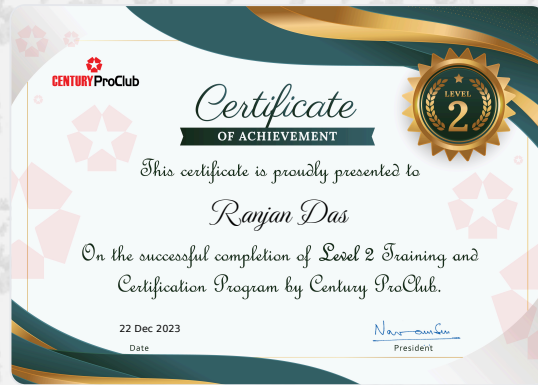 CENTURY ProClub
LEVEL
2
Certificate
OF ACHIEVEMENT
This certificate is proudly presented to
Ranjan Das
On the successful completion of Level 2 Training and
Certification Program by Century ProClub.
22 Dec 2023
Date
President